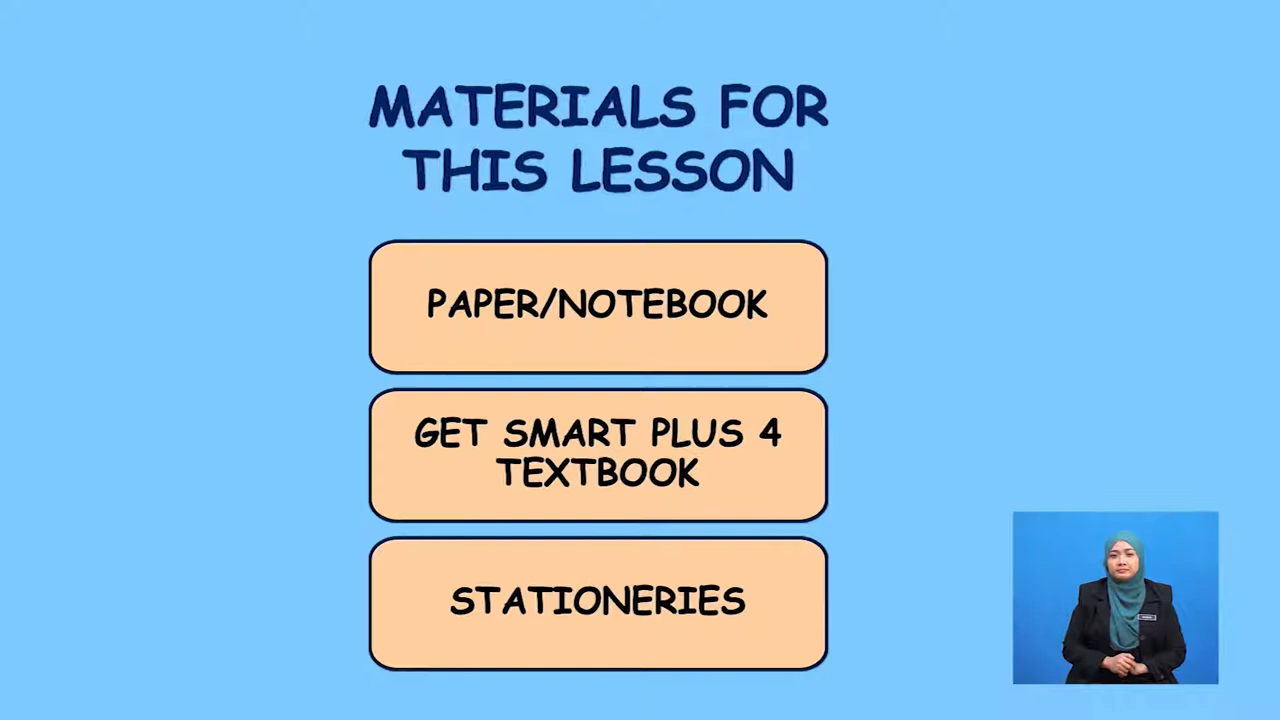 MATERIALS FOR
THIS LESSON
PAPER/NOTEBOOK
GET SMART PLUS 4
TEXTBOOK
STATIONERIES